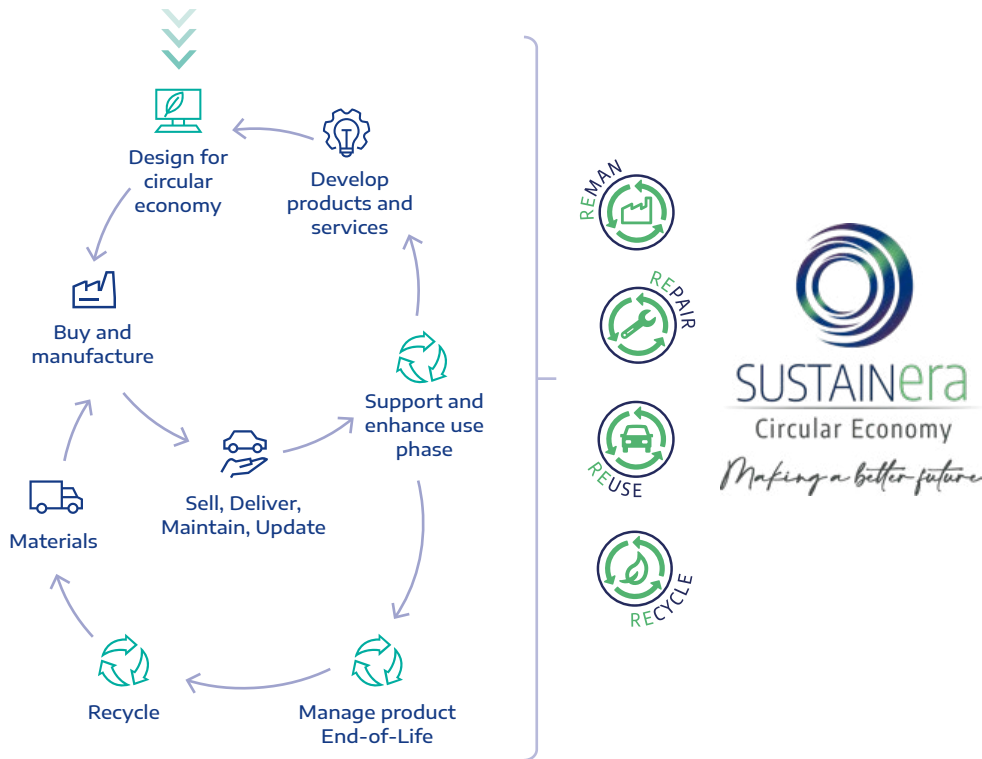 Design for
circular
economy
Develop
products and
services
Buy and
manufacture
Support and
enhance use
phase
Sell, Deliver,
Maintain, Update
Materials
Recycle
Manage product
End-of-Life
REMAN
REPAIR
REUSE
RECYCLE
SUSTAINera
Circular Economy
Making a better future